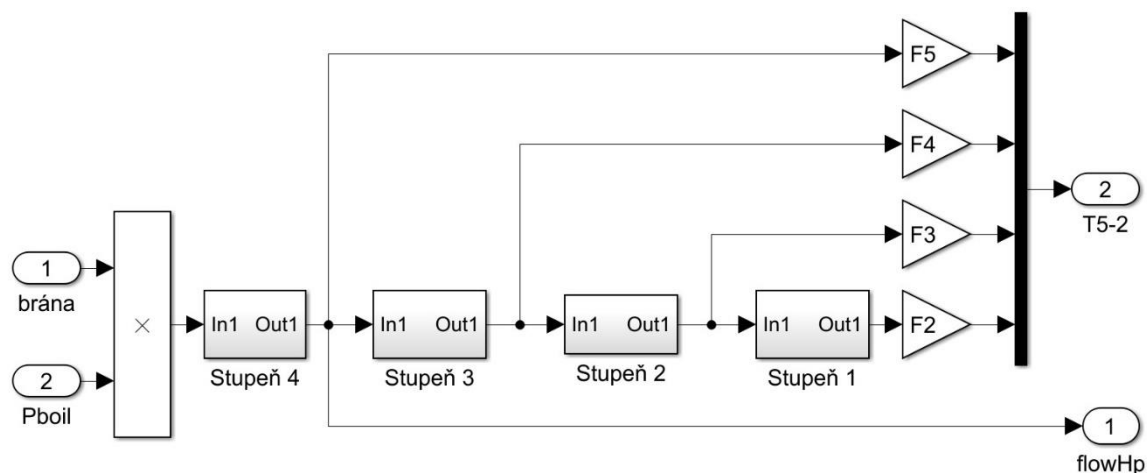 F5
F4
F3
F2
1
brána
2
Pboil
×
In1 Out1
Stupeň 4
In1 Out1
Stupeň 3
In1 Out1
Stupeň 2
In1 Out1
Stupeň 1
2
T5-2
1
flowHp